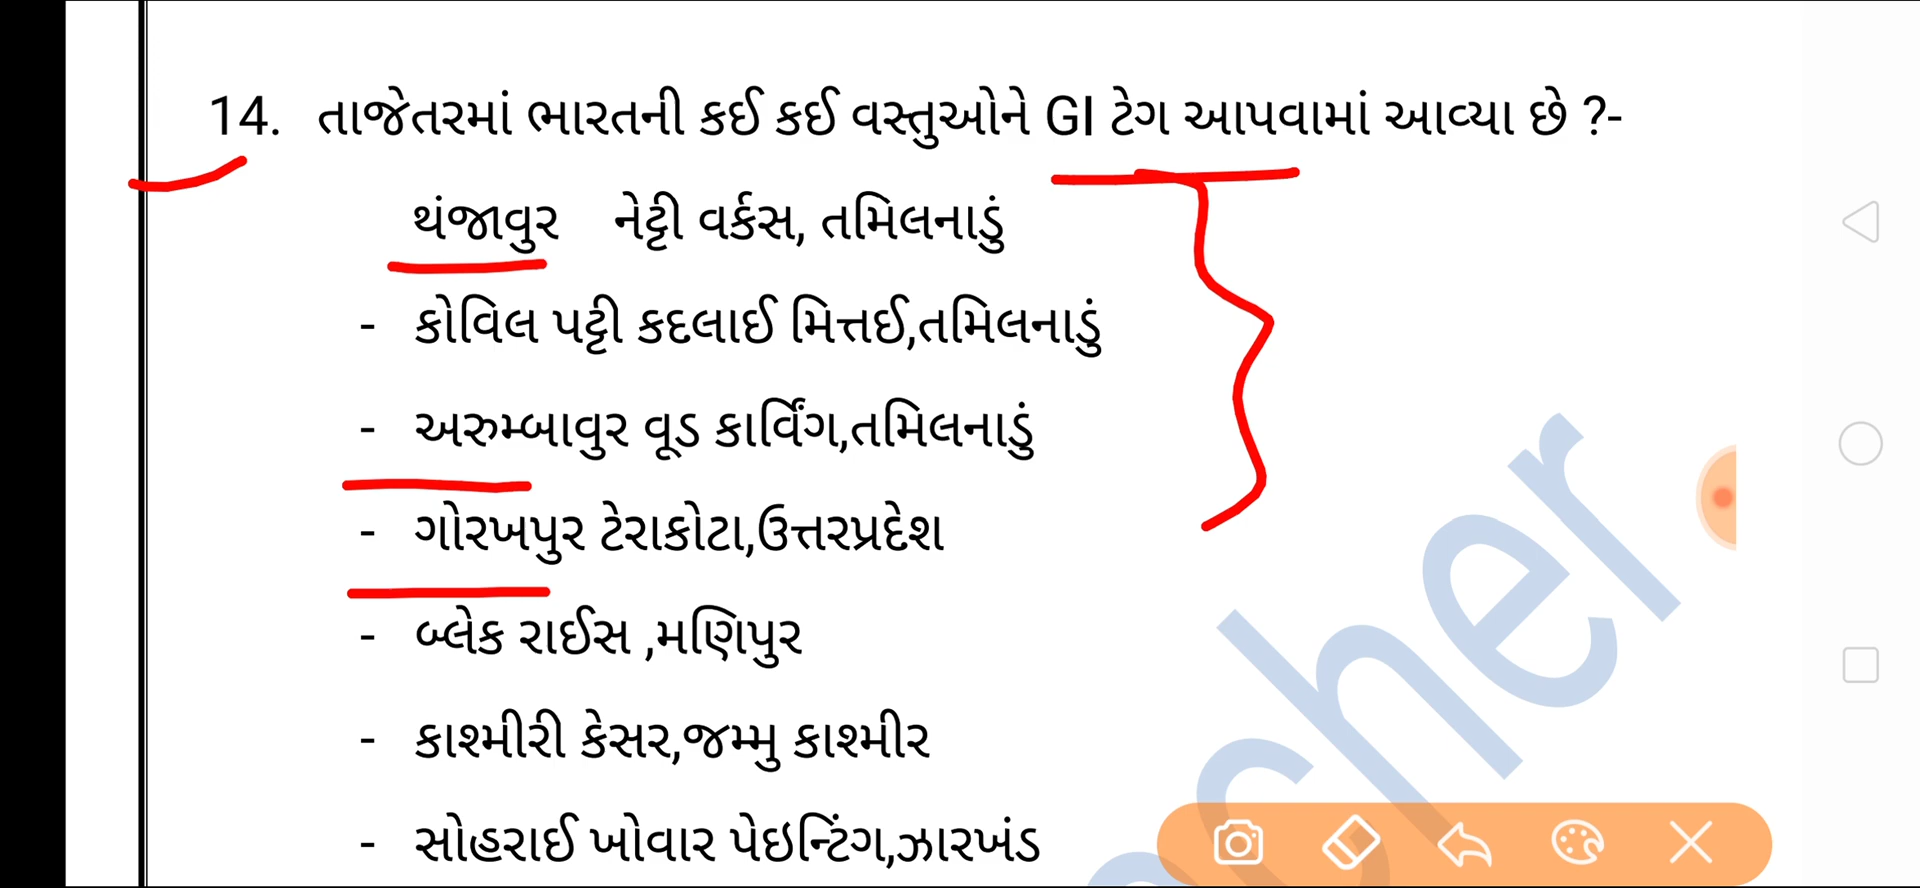 14. તાજેતરમાં ભારતની કઈ કઈ વસ્તુઓને GI ટેગ આપવામાં આવ્યા છે ?-
થંજાવુર નેટ્ટી વર્કસ, તમિલનાડું
- કોવિલ પટ્ટી કદલાઈ મિત્તઈ,તમિલનાડું
- અરુમ્બાવુર વૂડ કાર્વિંગ,તમિલનાડું
- ગોરખપુર ટેરાકોટા,ઉત્તરપ્રદેશ
- બ્લેક રાઈસ ,મણિપુર
- કાશ્મીરી કેસર,જમ્મુ કાશ્મીર
- સોહરાઈ ખોવાર પેઇન્ટિંગ,ઝારખંડ